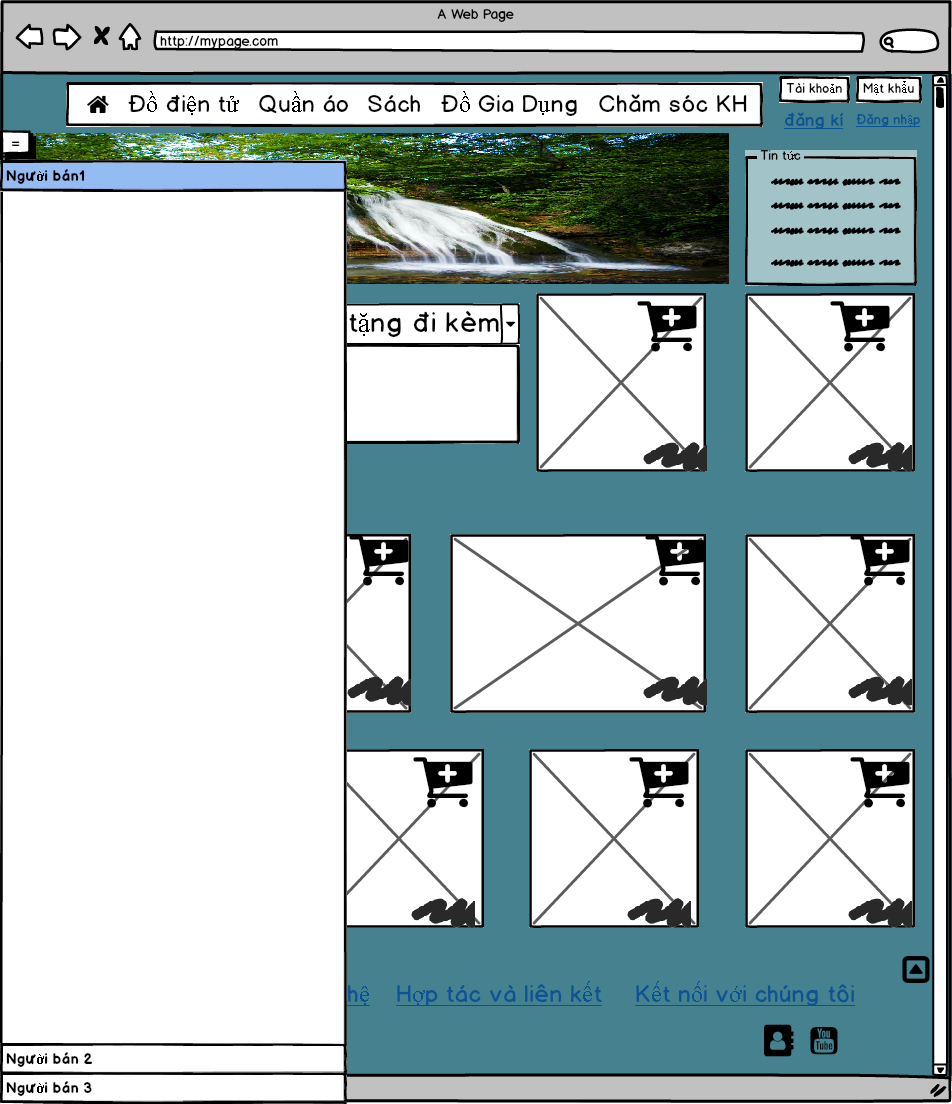 A Web Page
http://mypage.com
Đồ điện tử Quần áo Sách Đồ Gia Dụng Chăm sóc KH
Tài khoản Mật khẩu
đăng kí Đăng nhập
=
Tin tức
Người bán1
tặng đi kèm
hệ Hợp tác và liên kết Kết nối với chúng tôi
You Tube
Người bán 2
Người bán 3